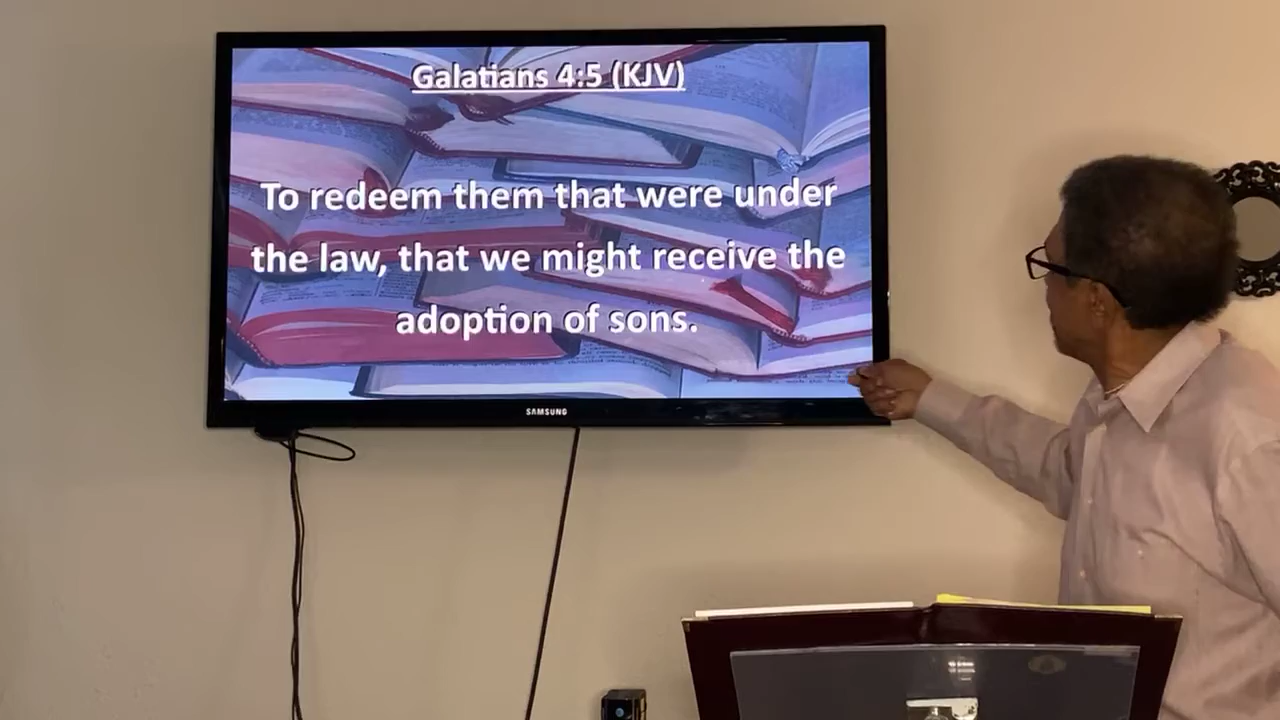 Galatians 4:5 (KJV)
To redeem them that were under
the law, that we might receive the
adoption of sons.
SAMSUNG